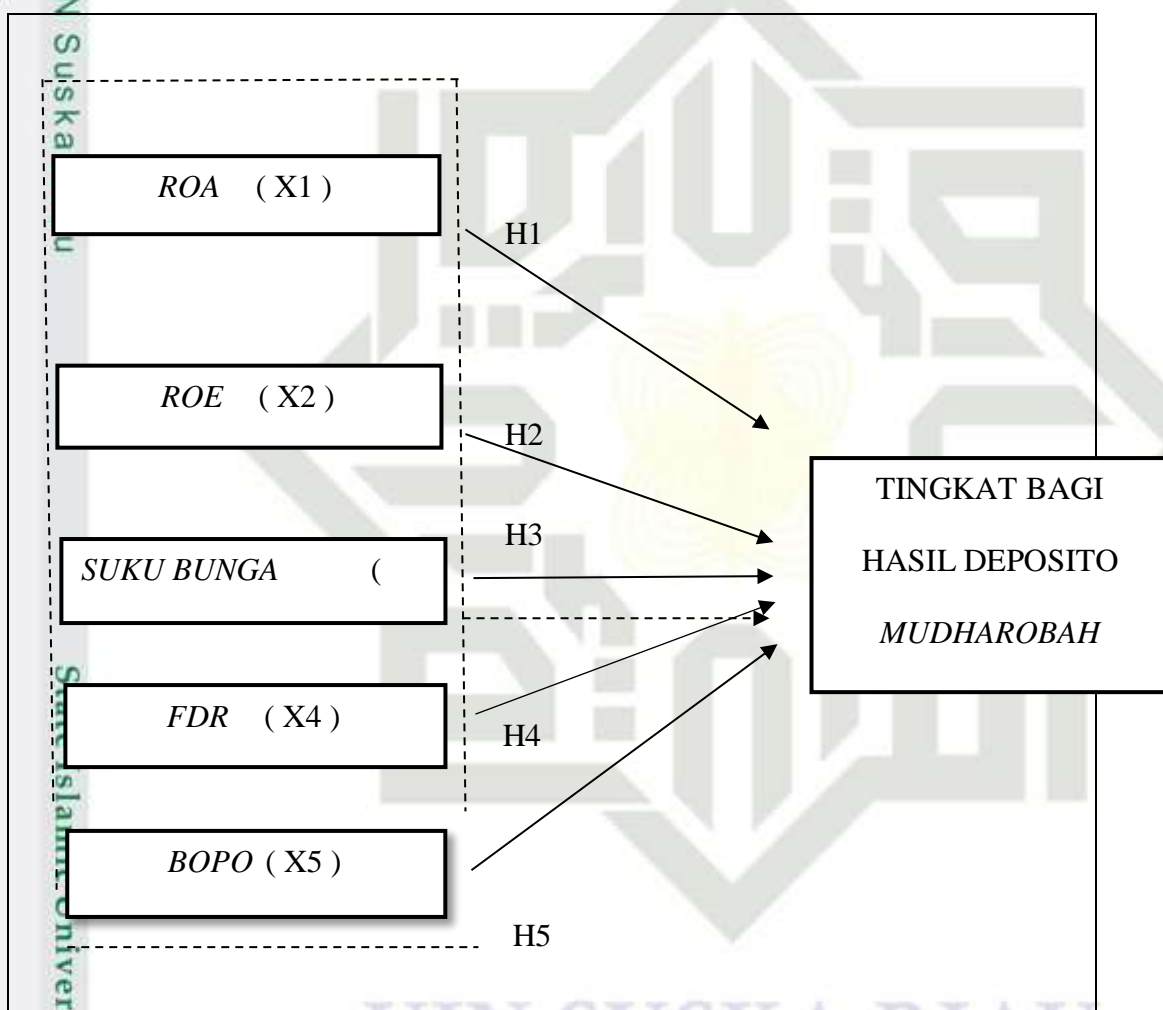 N Suska
u
ROA ( X1 )
H1
ROE ( X2 )
H2
H3
SUKU BUNGA (
TINGKAT BAGI
HASIL DEPOSITO
MUDHAROBAH
FDR ( X4 )
H4
BOPO ( X5 )
H5